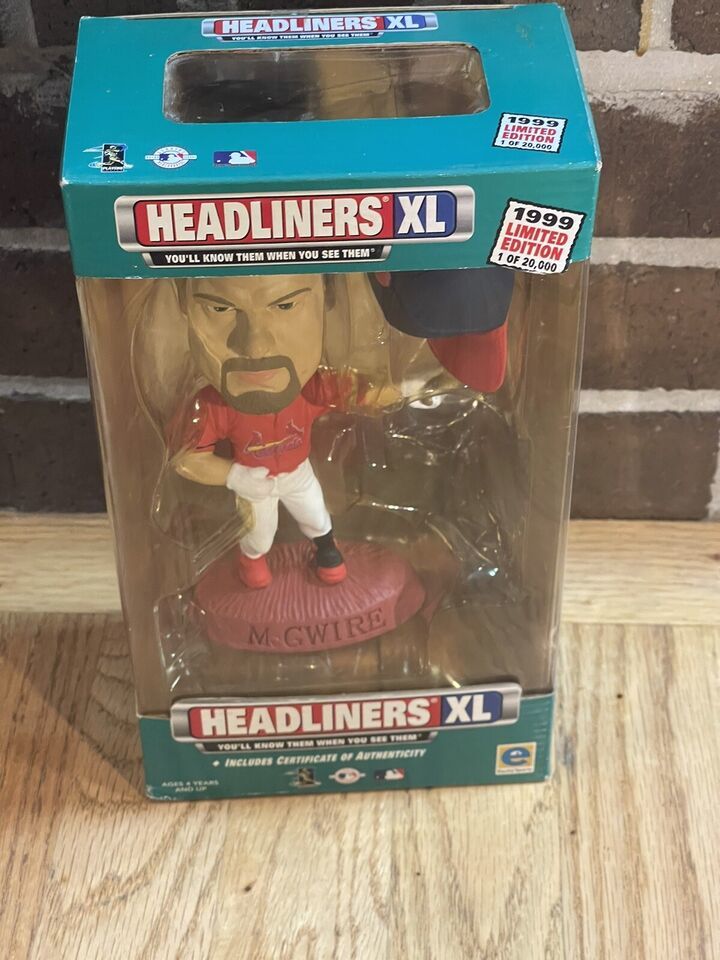 HEADLINERS® XL
YOU'LL KNOW THEM WHEN YOU SEE THEM®
1999
LIMITED
EDITION
1 OF 20,000
HEADLINERS® XL
YOU'LL KNOW THEM WHEN YOU SEE THEM®
1999
LIMITED
EDITION
1 OF 20,000
Cardinals
McGWIRE
HEADLINERS® XL
YOU'LL KNOW THEM WHEN YOU SEE THEM®
• INCLUDES CERTIFICATE OF AUTHENTICITY
AGES 4 YEARS
AND UP
e